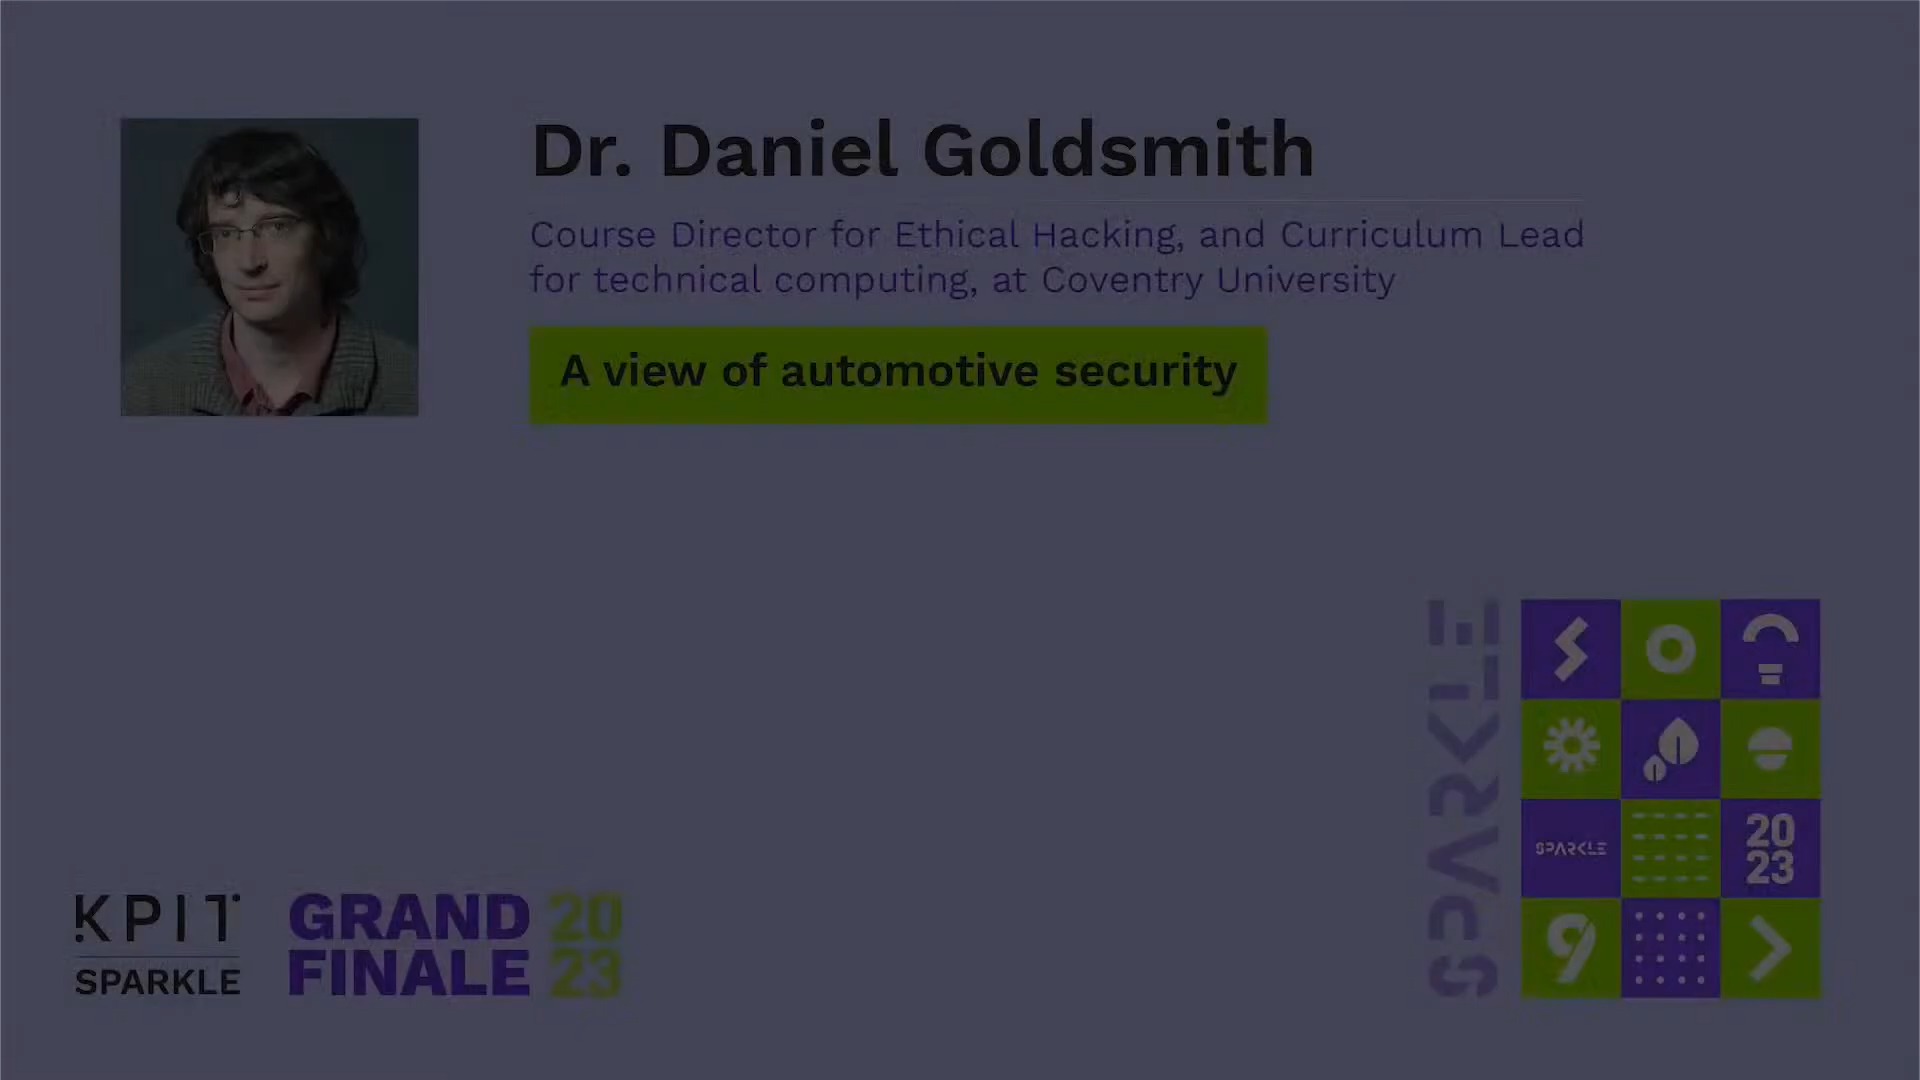 Dr. Daniel Goldsmith
Course Director for Ethical Hacking, and Curriculum Lead
for technical computing, at Coventry University
A view of automotive security
KPIT
SPARKLE
GRAND
FINALE
20
23
SPARKLE
SPARKLE
20
23
9